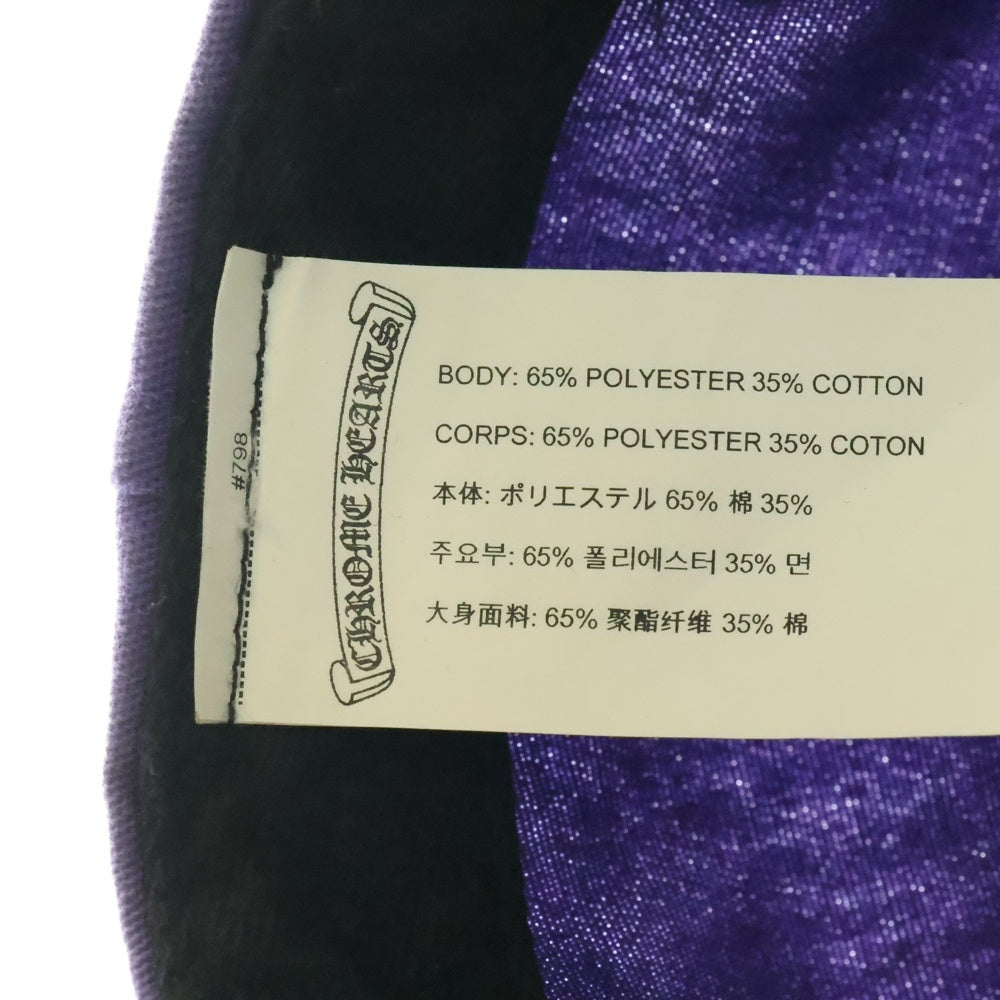 #798
CHROME HEARTS
BODY: 65% POLYESTER 35% COTTON
CORPS: 65% POLYESTER 35% COTON
本体: ポリエステル 65% 棉 35%
주요부: 65% 폴리에스터 35% 면
大身面料: 65% 聚酯纤维 35% 棉